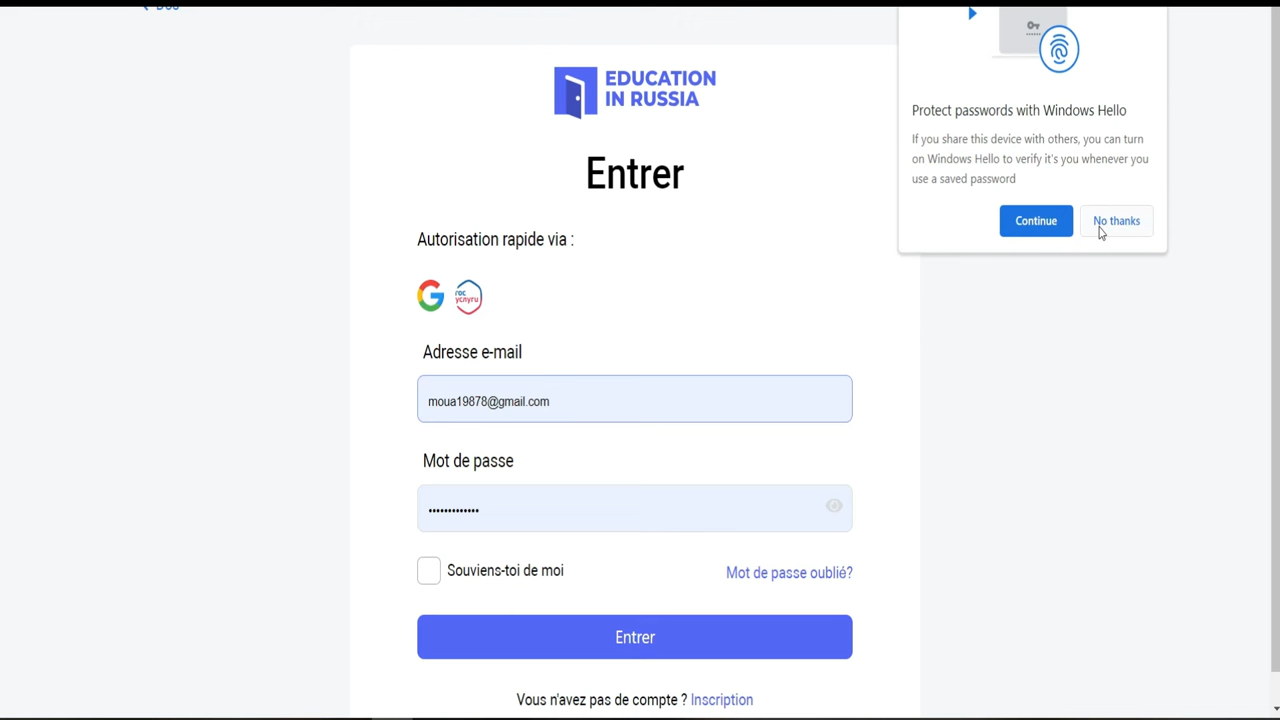 EDUCATION
IN RUSSIA
Entrer
Autorisation rapide via :
гос
услуги
Adresse e-mail
moua19878@gmail.com
Mot de passe
•••••••••••••
Souviens-toi de moi
Mot de passe oublié?
Entrer
Vous n'avez pas de compte ? Inscription
Protect passwords with Windows Hello
If you share this device with others, you can turn
on Windows Hello to verify it's you whenever you
use a saved password
Continue
No thanks